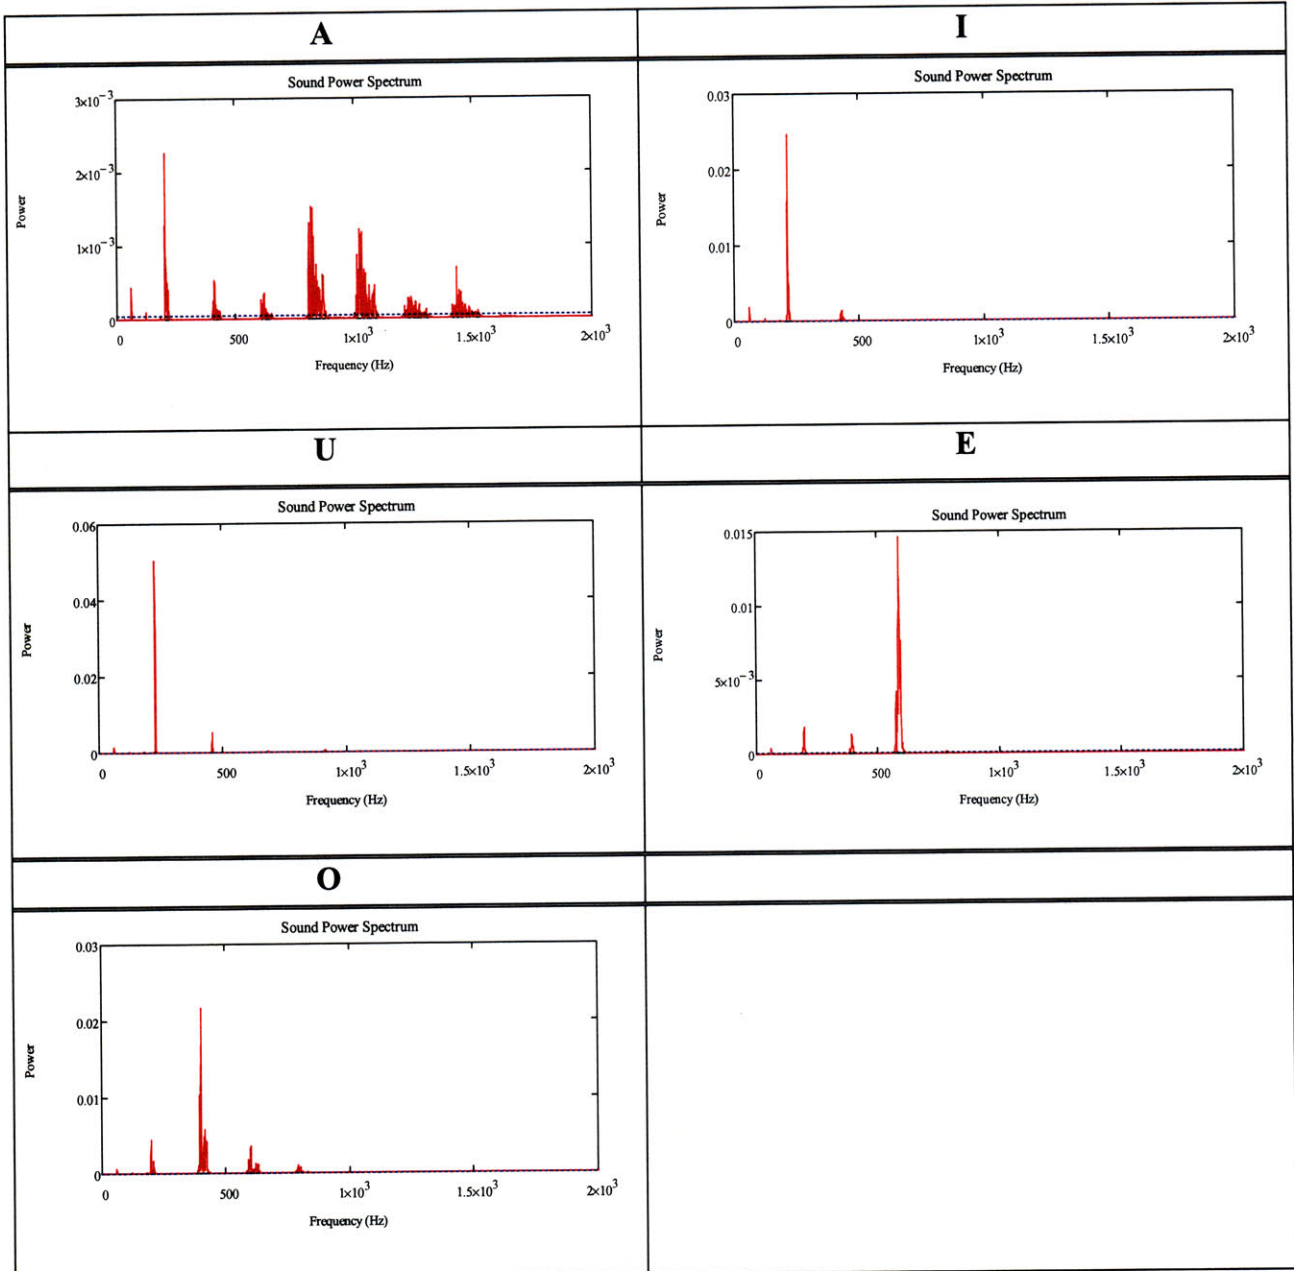 A
Sound Power Spectrum
3×10⁻³
2×10⁻³
1×10⁻³
0
Power
0 500 1×10³ 1.5×10³ 2×10³
Frequency (Hz)
I
Sound Power Spectrum
0.03
0.02
0.01
0
Power
0 500 1×10³ 1.5×10³ 2×10³
Frequency (Hz)
U
Sound Power Spectrum
0.06
0.04
0.02
0
Power
0 500 1×10³ 1.5×10³ 2×10³
Frequency (Hz)
E
Sound Power Spectrum
0.015
0.01
5×10⁻³
0
Power
0 500 1×10³ 1.5×10³ 2×10³
Frequency (Hz)
O
Sound Power Spectrum
0.03
0.02
0.01
0
Power
0 500 1×10³ 1.5×10³ 2×10³
Frequency (Hz)